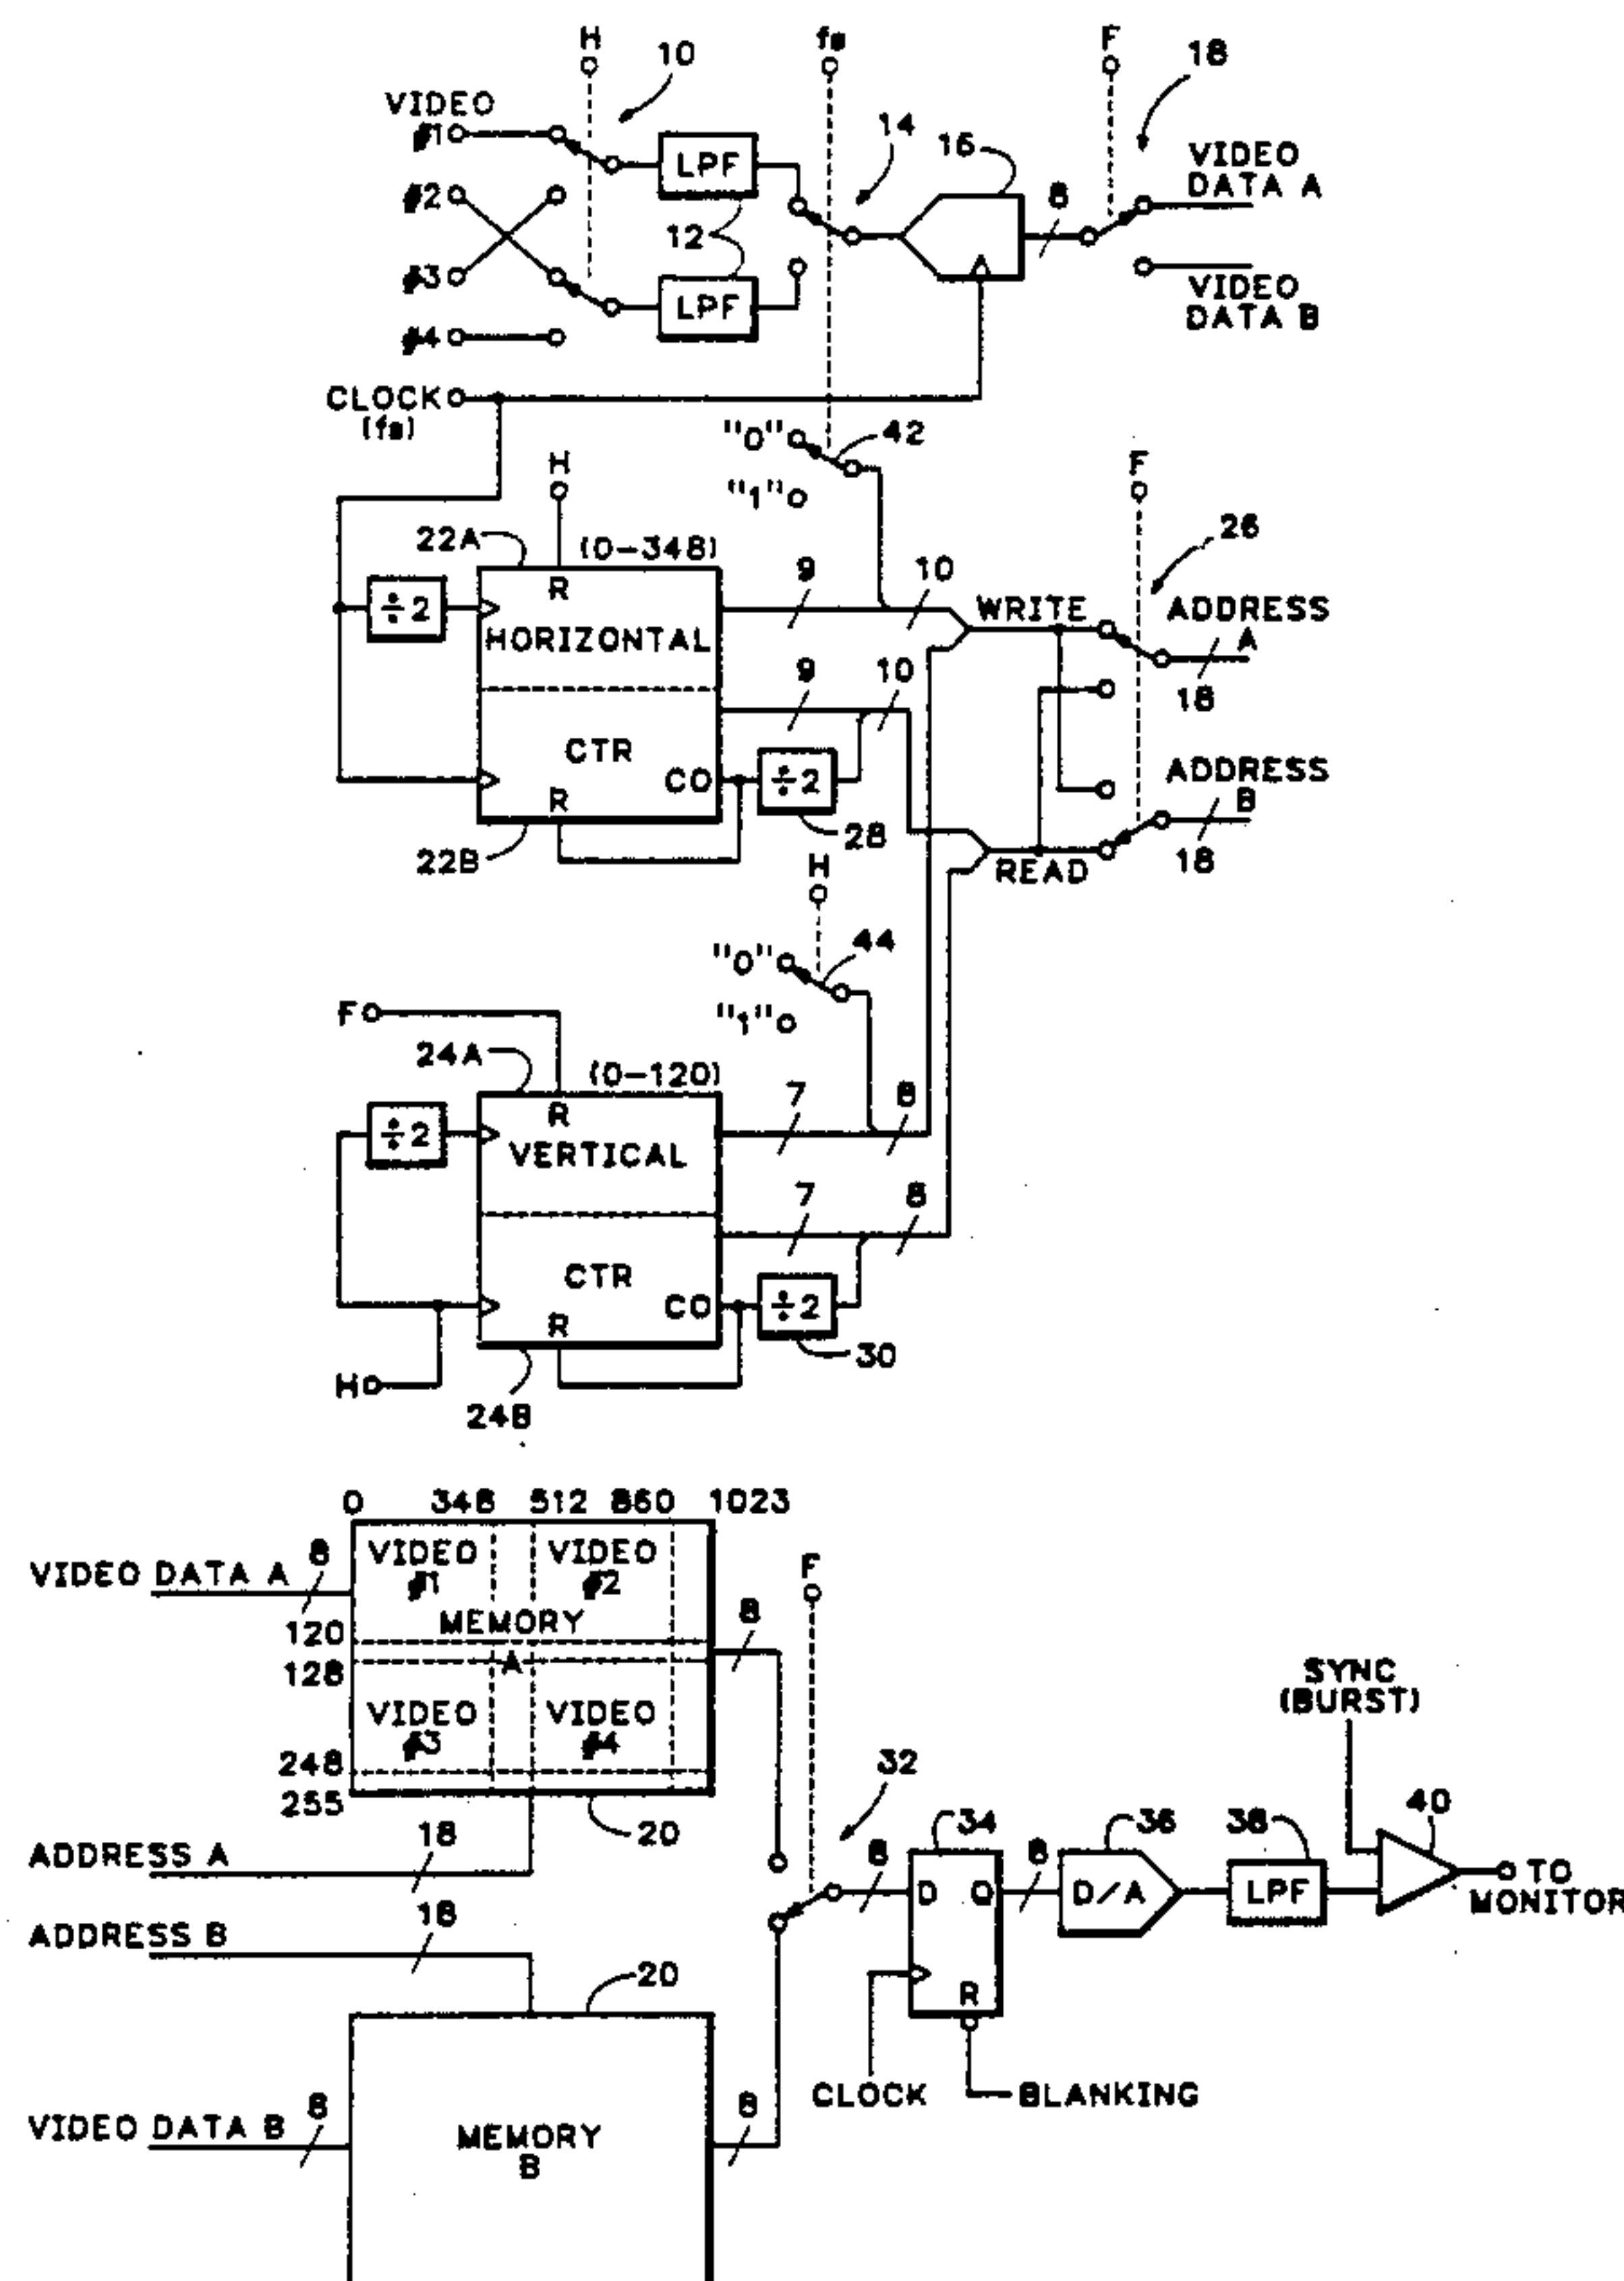 H
10
fs
F
18
VIDEO
#1
LPF
14
16
8
VIDEO
DATA A
#2
12
#3
LPF
VIDEO
DATA B
#4
CLOCK
(fs)
"0"
42
"1"
H
F
22A
(0-348)
26
÷2
R
HORIZONTAL
9
10
WRITE
ADDRESS
A
18
9
10
CTR
CO
÷2
R
22B
28
READ
ADDRESS
B
18
H
"0"
44
"1"
F
24A
(0-120)
÷2
R
VERTICAL
7
8
7
8
CTR
CO
÷2
R
30
H
24B
0 348 512 860 1023
VIDEO DATA A
8
VIDEO
#1
VIDEO
#2
MEMORY
A
120
128
VIDEO
#3
VIDEO
#4
248
255
8
F
20
ADDRESS A
18
ADDRESS B
18
20
32
8
34
D Q
R
8
36
D/A
38
LPF
SYNC
(BURST)
40
TO
MONITOR
CLOCK
BLANKING
VIDEO DATA B
8
MEMORY
B
8